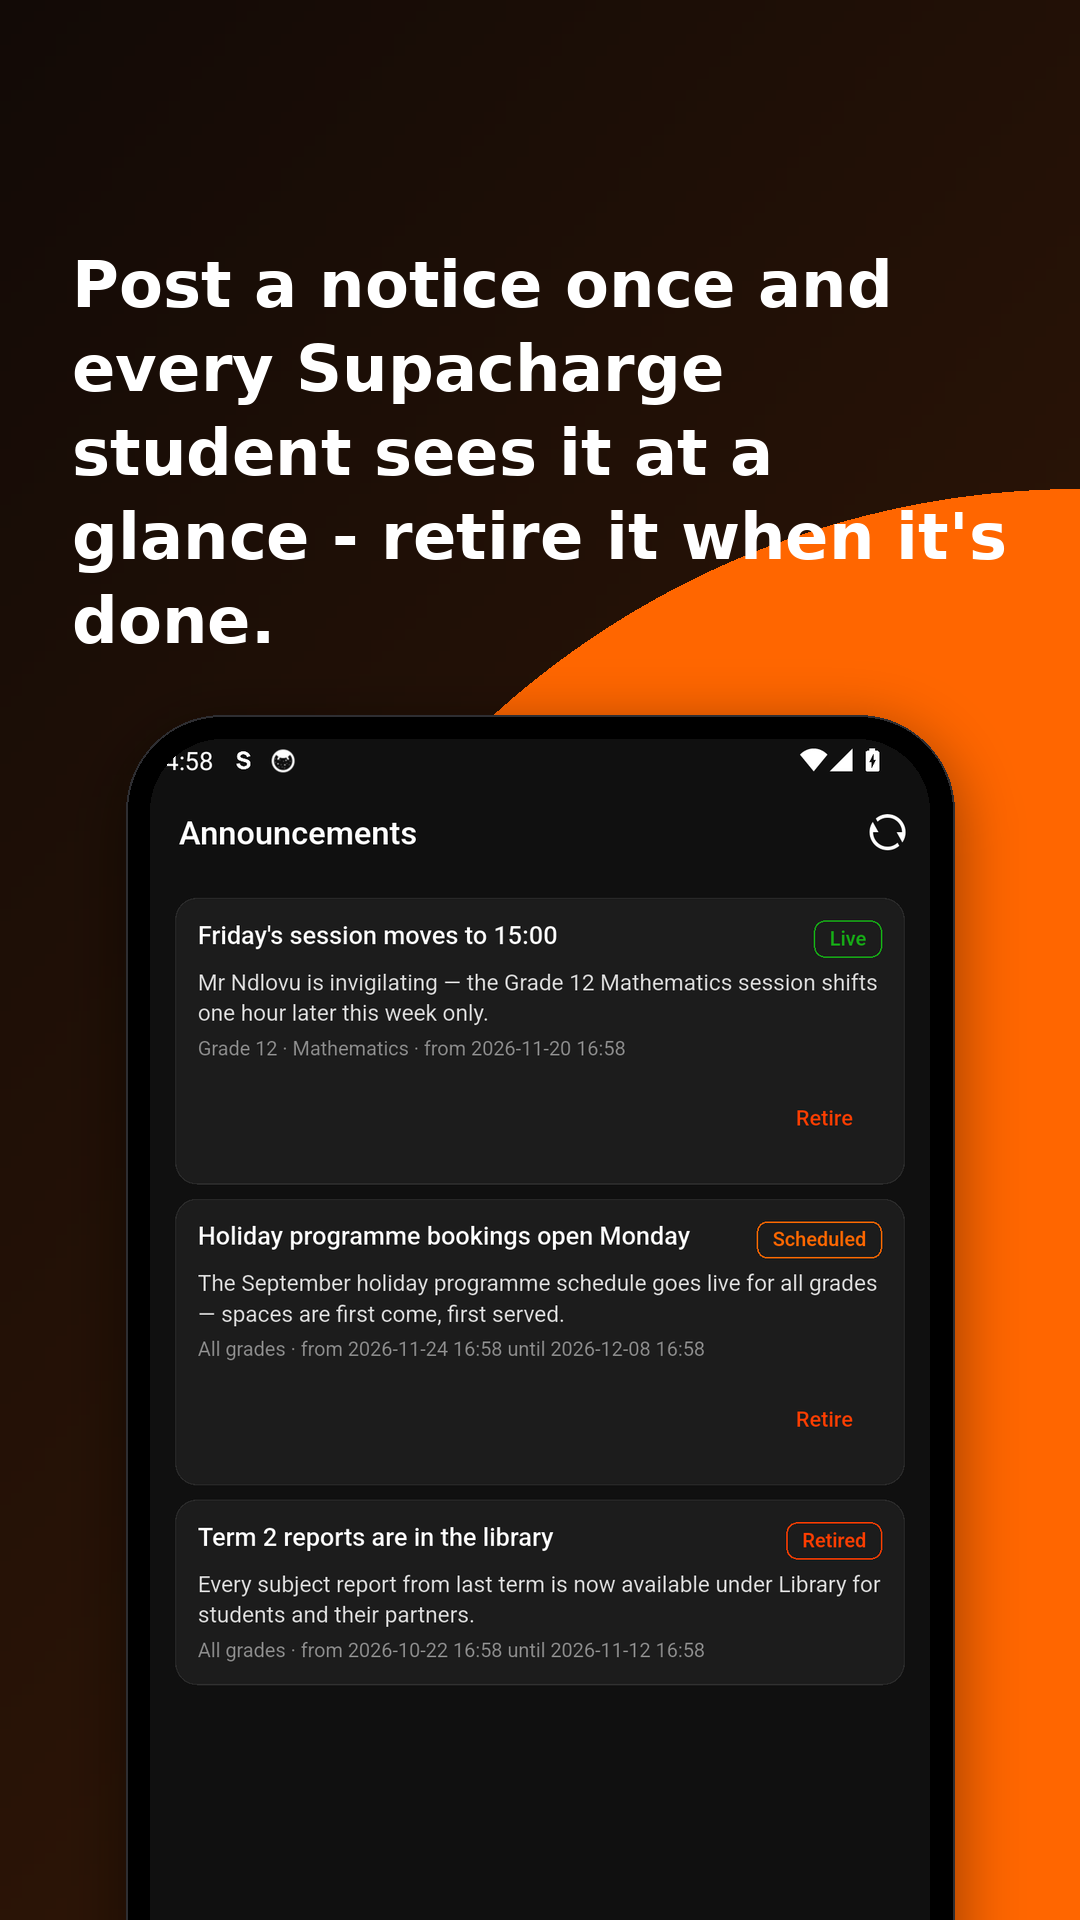 Post a notice once and
every Supacharge
student sees it at a
glance - retire it when it's
done.
4:58 S
Announcements
Friday's session moves to 15:00
Live
Mr Ndlovu is invigilating — the Grade 12 Mathematics session shifts
one hour later this week only.
Grade 12 · Mathematics · from 2026-11-20 16:58
Retire
Holiday programme bookings open Monday
Scheduled
The September holiday programme schedule goes live for all grades
— spaces are first come, first served.
All grades · from 2026-11-24 16:58 until 2026-12-08 16:58
Retire
Term 2 reports are in the library
Retired
Every subject report from last term is now available under Library for
students and their partners.
All grades · from 2026-10-22 16:58 until 2026-11-12 16:58